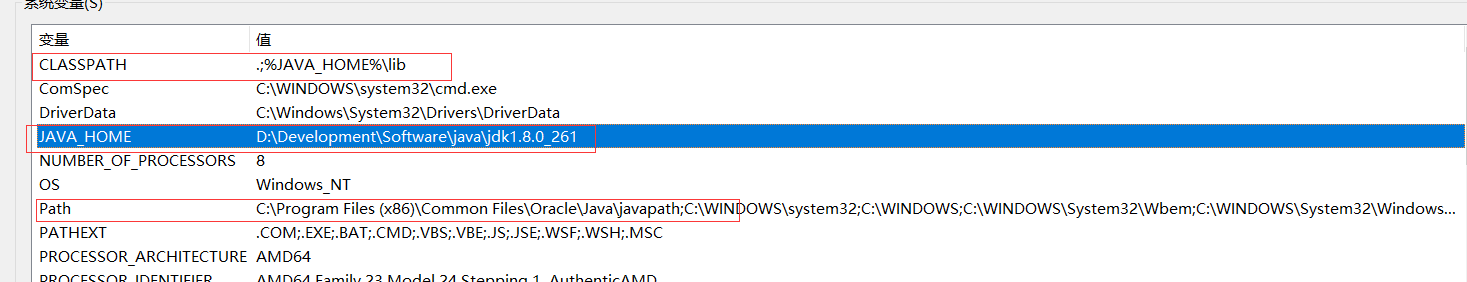 系统变量(S)
变量 值
CLASSPATH .;%JAVA_HOME%\lib
ComSpec C:\WINDOWS\system32\cmd.exe
DriverData C:\Windows\System32\Drivers\DriverData
JAVA_HOME D:\Development\Software\java\jdk1.8.0_261
NUMBER_OF_PROCESSORS 8
OS Windows_NT
Path C:\Program Files (x86)\Common Files\Oracle\Java\javapath;C:\WINDOWS\system32;C:\WINDOWS;C:\WINDOWS\System32\Wbem;C:\WINDOWS\System32\Windows...
PATHEXT .COM;.EXE;.BAT;.CMD;.VBS;.VBE;.JS;.JSE;.WSF;.WSH;.MSC
PROCESSOR_ARCHITECTURE AMD64
PROCESSOR_IDENTIFIER AMD64 Family 23 Model 24 Stepping 1, AuthenticAMD